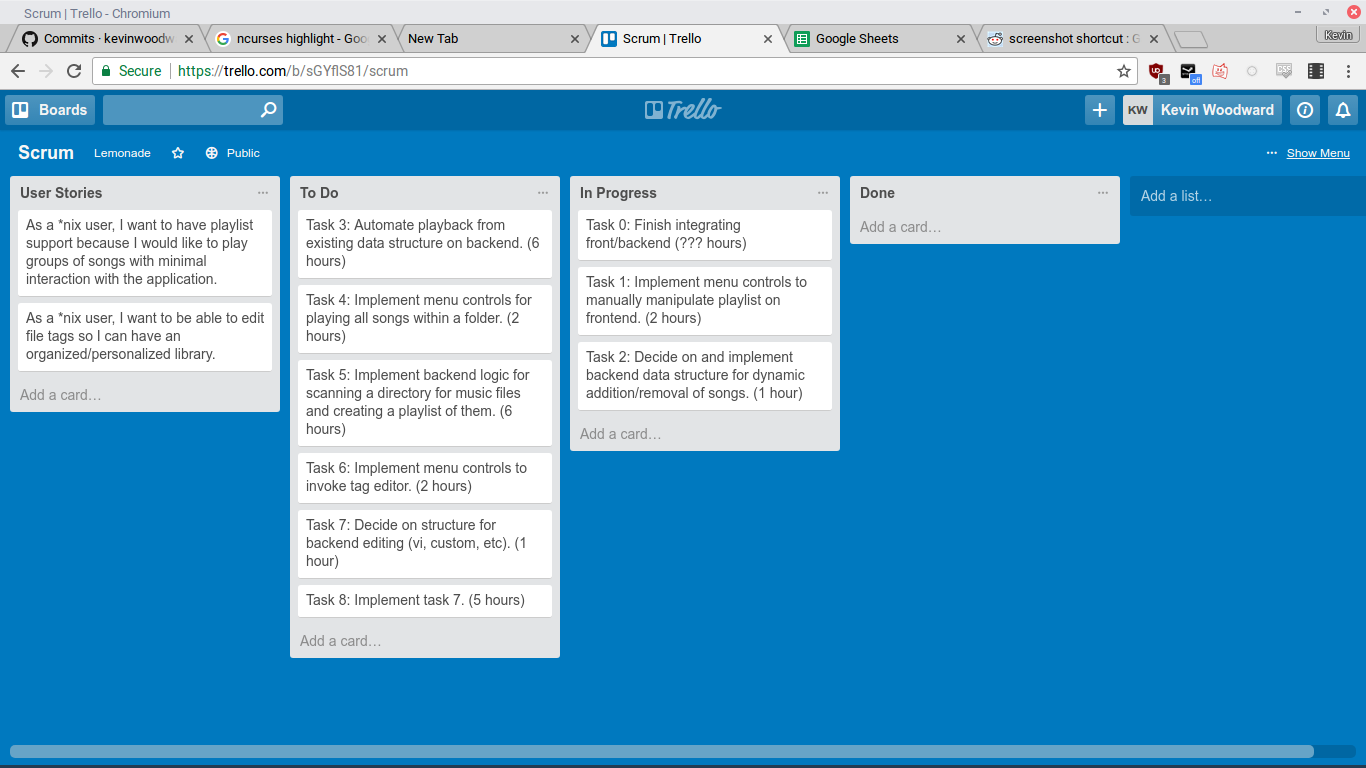 Scrum | Trello - Chromium
Commits · kevinwoodw
ncurses highlight - Goo
New Tab
Scrum | Trello
Google Sheets
screenshot shortcut : G
Kevin
Secure
https://trello.com/b/sGYflS81/scrum
3
off
CSS
Boards
Trello
KW
Kevin Woodward
Scrum
Lemonade
Public
Show Menu
User Stories
As a *nix user, I want to have playlist
support because I would like to play
groups of songs with minimal
interaction with the application.
As a *nix user, I want to be able to edit
file tags so I can have an
organized/personalized library.
Add a card…
To Do
Task 3: Automate playback from
existing data structure on backend. (6
hours)
Task 4: Implement menu controls for
playing all songs within a folder. (2
hours)
Task 5: Implement backend logic for
scanning a directory for music files
and creating a playlist of them. (6
hours)
Task 6: Implement menu controls to
invoke tag editor. (2 hours)
Task 7: Decide on structure for
backend editing (vi, custom, etc). (1
hour)
Task 8: Implement task 7. (5 hours)
Add a card…
In Progress
Task 0: Finish integrating
front/backend (??? hours)
Task 1: Implement menu controls to
manually manipulate playlist on
frontend. (2 hours)
Task 2: Decide on and implement
backend data structure for dynamic
addition/removal of songs. (1 hour)
Add a card…
Done
Add a card…
Add a list…